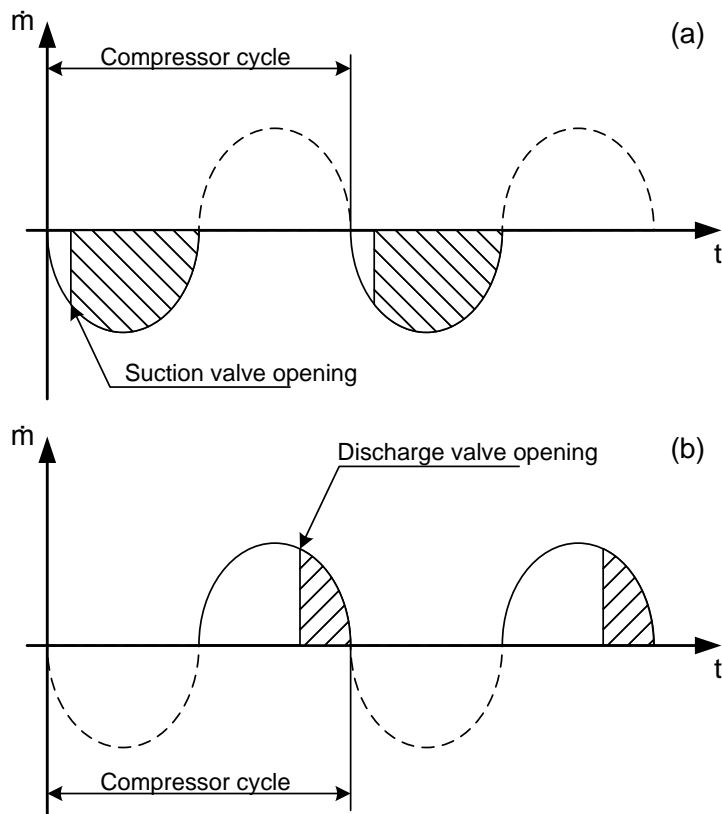 ṁ
(a)
Compressor cycle
t
Suction valve opening
ṁ
(b)
Discharge valve opening
t
Compressor cycle